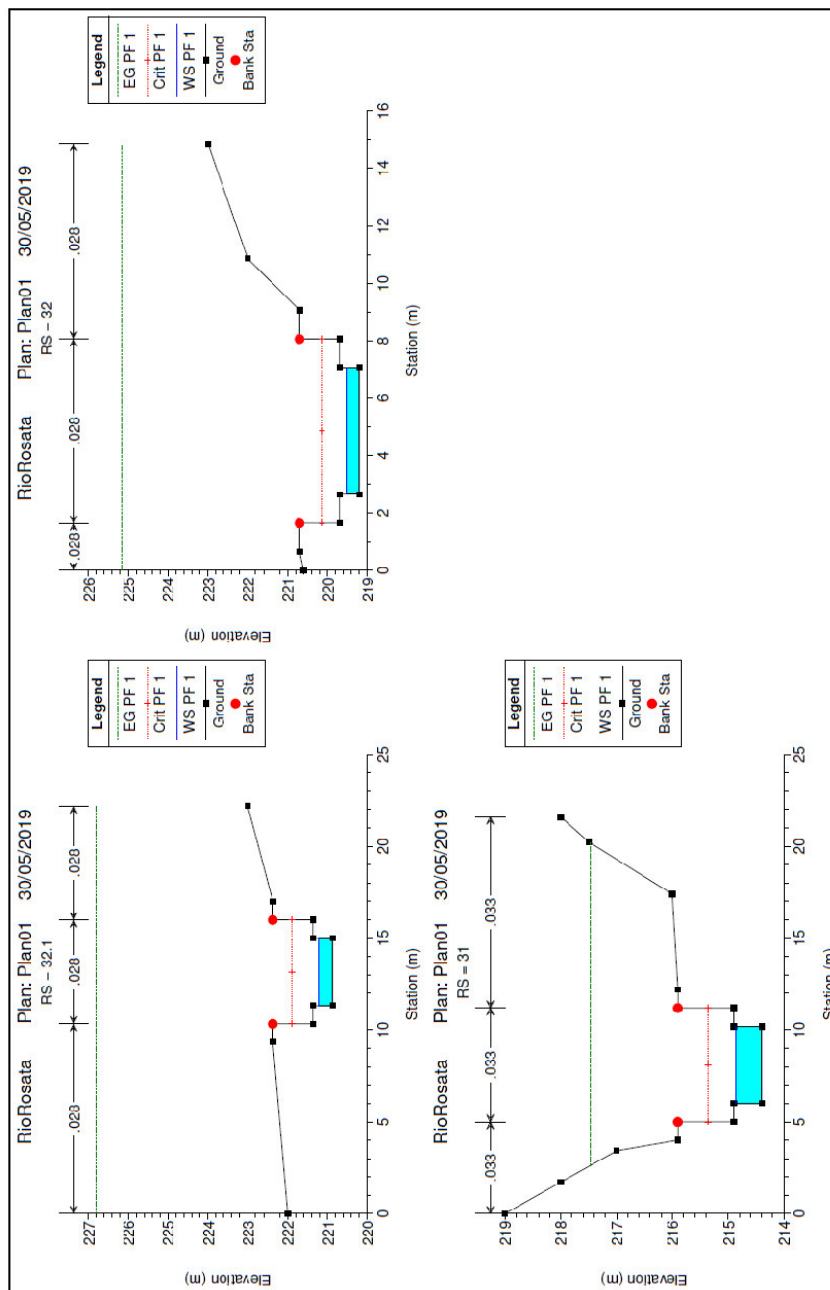 RioRosata Plan: Plan01 30/05/2019
RS - 32.1
.028 .028 .028
227
226
225
224
223
222
221
220
Elevation (m)
0 5 10 15 20 25
Station (m)
Legend
EG PF 1
Crit PF 1
WS PF 1
Ground
Bank Sta
RioRosata Plan: Plan01 30/05/2019
RS - 32
.028 .028 .028
226
225
224
223
222
221
220
219
Elevation (m)
0 2 4 6 8 10 12 14 16
Station (m)
Legend
EG PF 1
Crit PF 1
WS PF 1
Ground
Bank Sta
RioRosata Plan: Plan01 30/05/2019
RS = 31
.033 .033 .033
219
218
217
216
215
214
Elevation (m)
0 5 10 15 20 25
Station (m)
Legend
EG PF 1
Crit PF 1
WS PF 1
Ground
Bank Sta